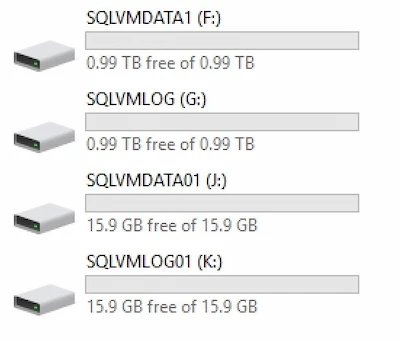 SQLVMDATA1 (F:)
0.99 TB free of 0.99 TB
SQLVMLOG (G:)
0.99 TB free of 0.99 TB
SQLVMDATA01 (J:)
15.9 GB free of 15.9 GB
SQLVMLOG01 (K:)
15.9 GB free of 15.9 GB